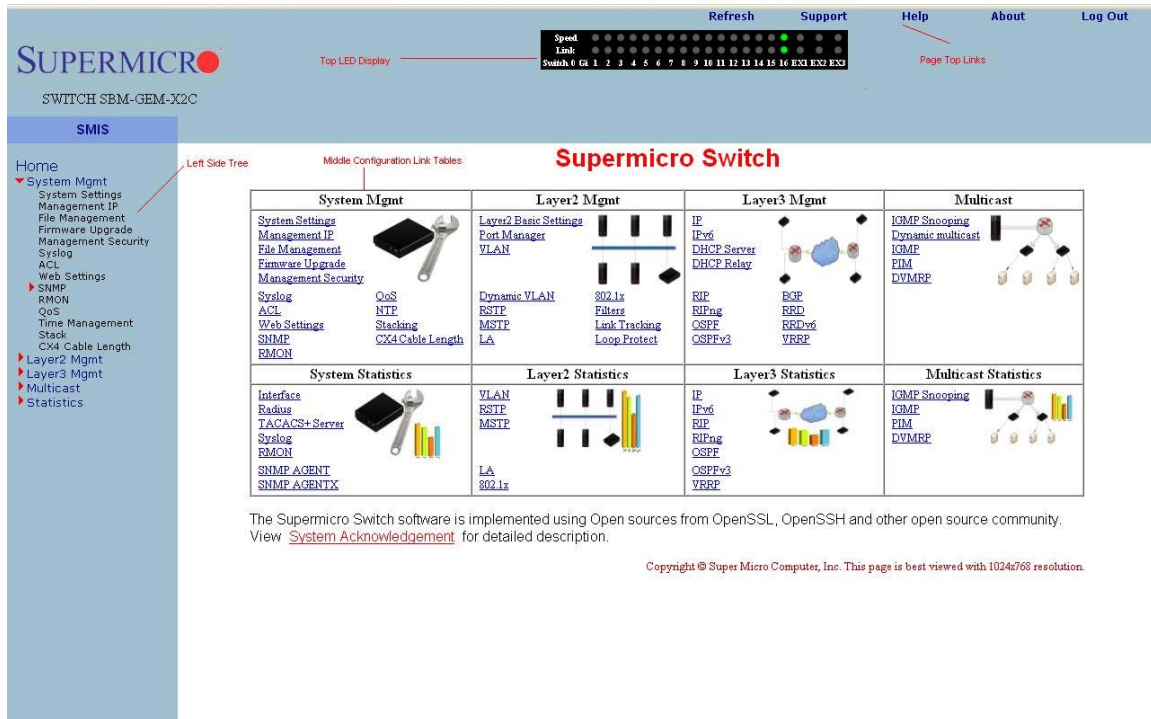 Refresh Support Help About Log Out
SUPERMICRO
SWITCH SBM-GEM-X2C
Top LED Display
Speed
Link
Switch 0 Gi 1 2 3 4 5 6 7 8 9 10 11 12 13 14 15 16 EX1 EX2 EX3
Page Top Links
SMIS
Home
System Mgmt
System Settings
Management IP
File Management
Firmware Upgrade
Management Security
Syslog
ACL
Web Settings
SNMP
RMON
QoS
Time Management
Stack
CX4 Cable Length
Layer2 Mgmt
Layer3 Mgmt
Multicast
Statistics
Left Side Tree
Middle Configuration Link Tables
Supermicro Switch
System Mgmt
System Settings
Management IP
File Management
Firmware Upgrade
Management Security
Syslog QoS
ACL NTP
Web Settings Stacking
SNMP CX4 Cable Length
RMON
Layer2 Mgmt
Layer2 Basic Settings
Port Manager
VLAN
Dynamic VLAN 802.1x
RSTP Filters
MSTP Link Tracking
LA Loop Protect
Layer3 Mgmt
IP
IPv6
DHCP Server
DHCP Relay
RIP BGP
RIPng RRD
OSPF RRDv6
OSPFv3 VRRP
Multicast
IGMP Snooping
Dynamic multicast
IGMP
PIM
DVMRP
System Statistics
Interface
Radius
TACACS+ Server
Syslog
RMON
SNMP AGENT
SNMP AGENTX
Layer2 Statistics
VLAN
RSTP
MSTP
LA
802.1x
Layer3 Statistics
IP
IPv6
RIP
RIPng
OSPF
OSPFv3
VRRP
Multicast Statistics
IGMP Snooping
IGMP
PIM
DVMRP
The Supermicro Switch software is implemented using Open sources from OpenSSL, OpenSSH and other open source community.
View System Acknowledgement for detailed description.
Copyright © Super Micro Computer, Inc. This page is best viewed with 1024x768 resolution.